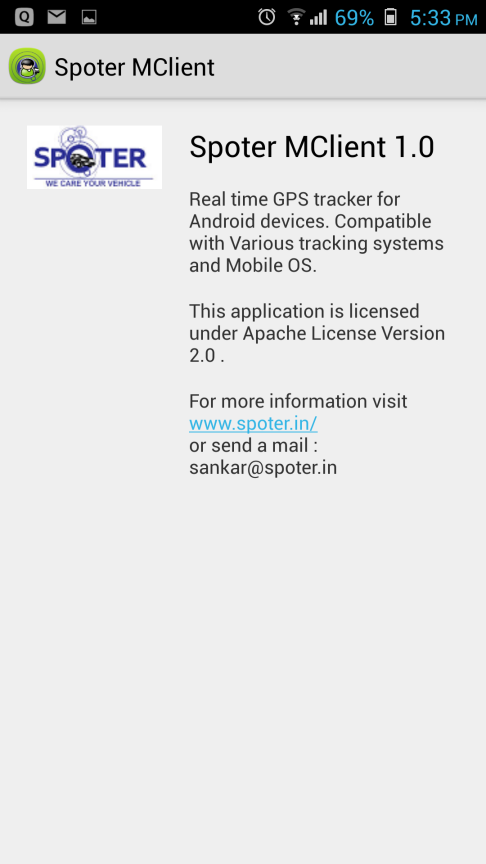 Q
69% 5:33 PM
Spoter MClient
SPOTER
WE CARE YOUR VEHICLE
Spoter MClient 1.0
Real time GPS tracker for
Android devices. Compatible
with Various tracking systems
and Mobile OS.
This application is licensed
under Apache License Version
2.0 .
For more information visit
www.spoter.in/
or send a mail :
sankar@spoter.in